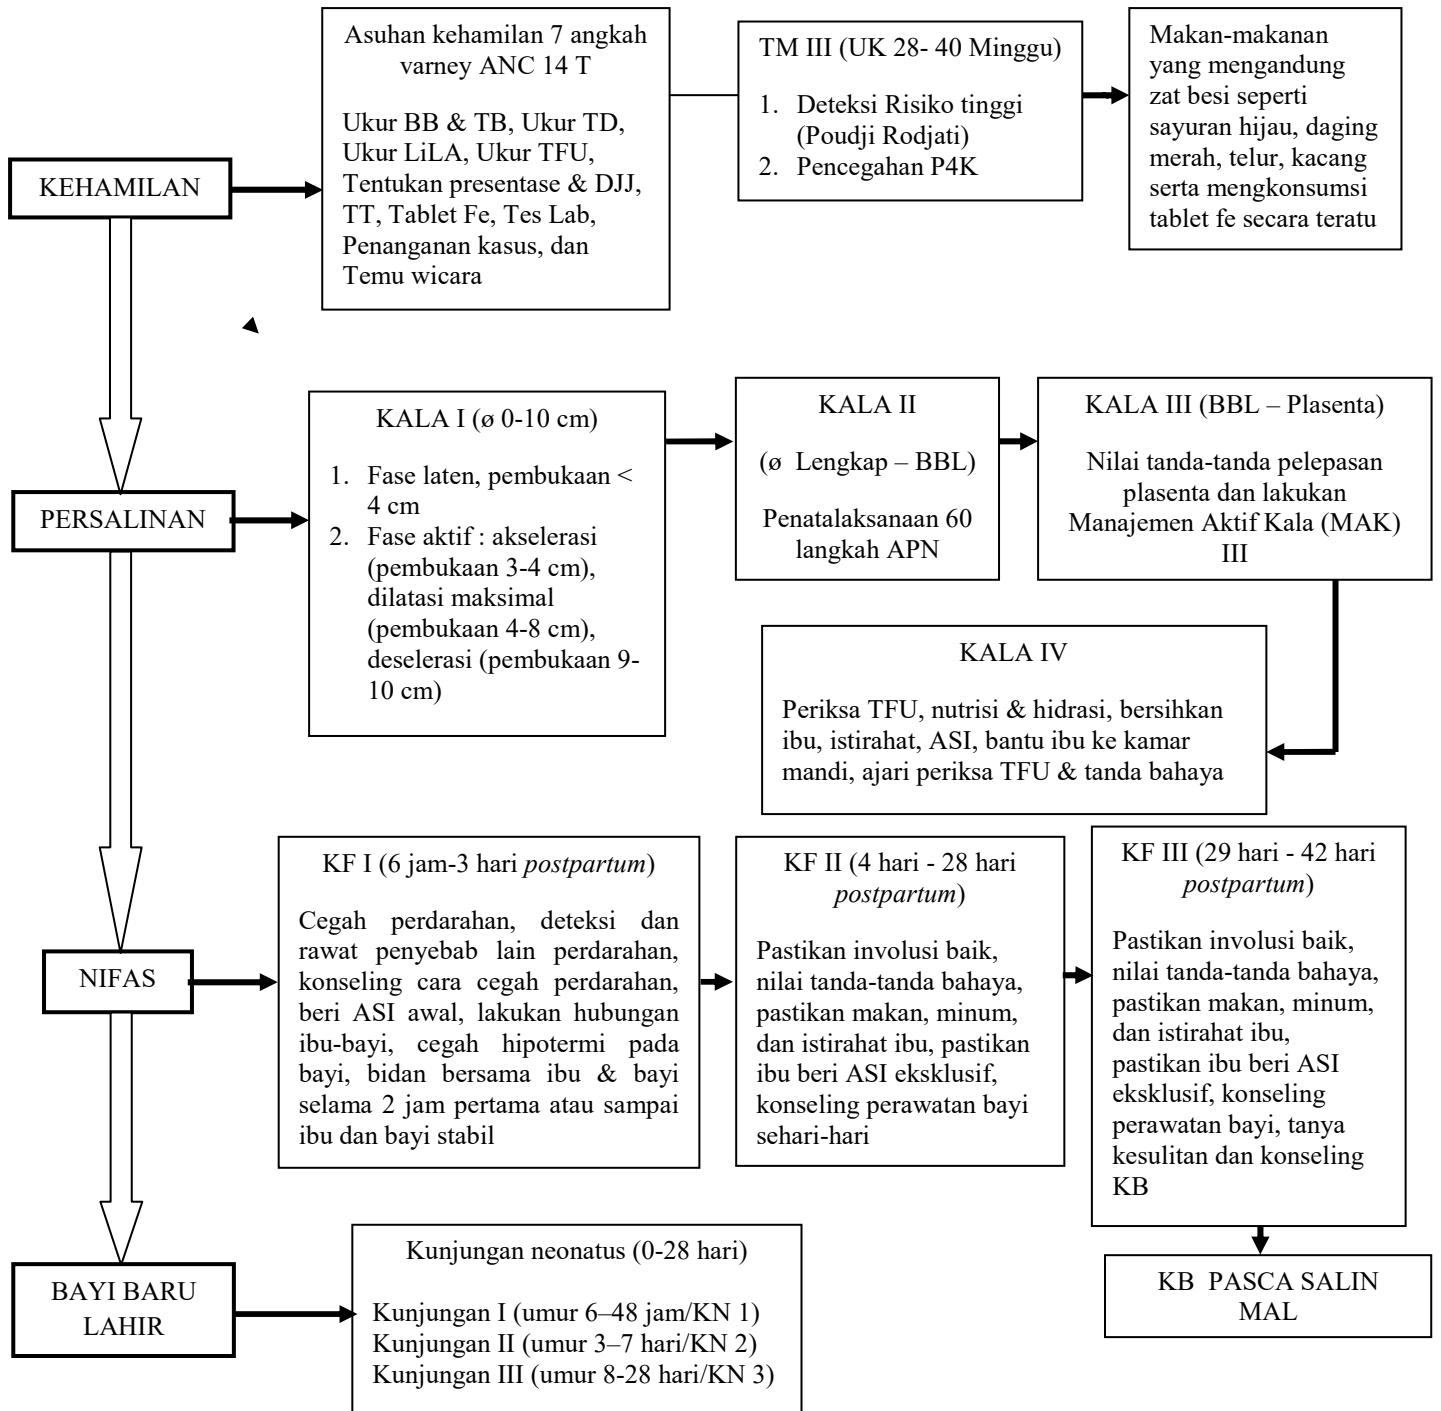 KEHAMILAN
Asuhan kehamilan 7 angkah
varney ANC 14 T
Ukur BB & TB, Ukur TD,
Ukur LiLA, Ukur TFU,
Tentukan presentase & DJJ,
TT, Tablet Fe, Tes Lab,
Penanganan kasus, dan
Temu wicara
TM III (UK 28- 40 Minggu)
1. Deteksi Risiko tinggi
(Poudji Rodjati)
2. Pencegahan P4K
Makan-makanan
yang mengandung
zat besi seperti
sayuran hijau, daging
merah, telur, kacang
serta mengkonsumsi
tablet fe secara teratu
PERSALINAN
KALA I (ø 0-10 cm)
1. Fase laten, pembukaan <
4 cm
2. Fase aktif : akselerasi
(pembukaan 3-4 cm),
dilatasi maksimal
(pembukaan 4-8 cm),
deselerasi (pembukaan 9-
10 cm)
KALA II
(ø Lengkap – BBL)
Penatalaksanaan 60
langkah APN
KALA III (BBL – Plasenta)
Nilai tanda-tanda pelepasan
plasenta dan lakukan
Manajemen Aktif Kala (MAK)
III
KALA IV
Periksa TFU, nutrisi & hidrasi, bersihkan
ibu, istirahat, ASI, bantu ibu ke kamar
mandi, ajari periksa TFU & tanda bahaya
NIFAS
KF I (6 jam-3 hari postpartum)
Cegah perdarahan, deteksi dan
rawat penyebab lain perdarahan,
konseling cara cegah perdarahan,
beri ASI awal, lakukan hubungan
ibu-bayi, cegah hipotermi pada
bayi, bidan bersama ibu & bayi
selama 2 jam pertama atau sampai
ibu dan bayi stabil
KF II (4 hari - 28 hari
postpartum)
Pastikan involusi baik,
nilai tanda-tanda bahaya,
pastikan makan, minum,
dan istirahat ibu, pastikan
ibu beri ASI eksklusif,
konseling perawatan bayi
sehari-hari
KF III (29 hari - 42 hari
postpartum)
Pastikan involusi baik,
nilai tanda-tanda bahaya,
pastikan makan, minum,
dan istirahat ibu,
pastikan ibu beri ASI
eksklusif, konseling
perawatan bayi, tanya
kesulitan dan konseling
KB
KB PASCA SALIN
MAL
BAYI BARU
LAHIR
Kunjungan neonatus (0-28 hari)
Kunjungan I (umur 6–48 jam/KN 1)
Kunjungan II (umur 3–7 hari/KN 2)
Kunjungan III (umur 8-28 hari/KN 3)